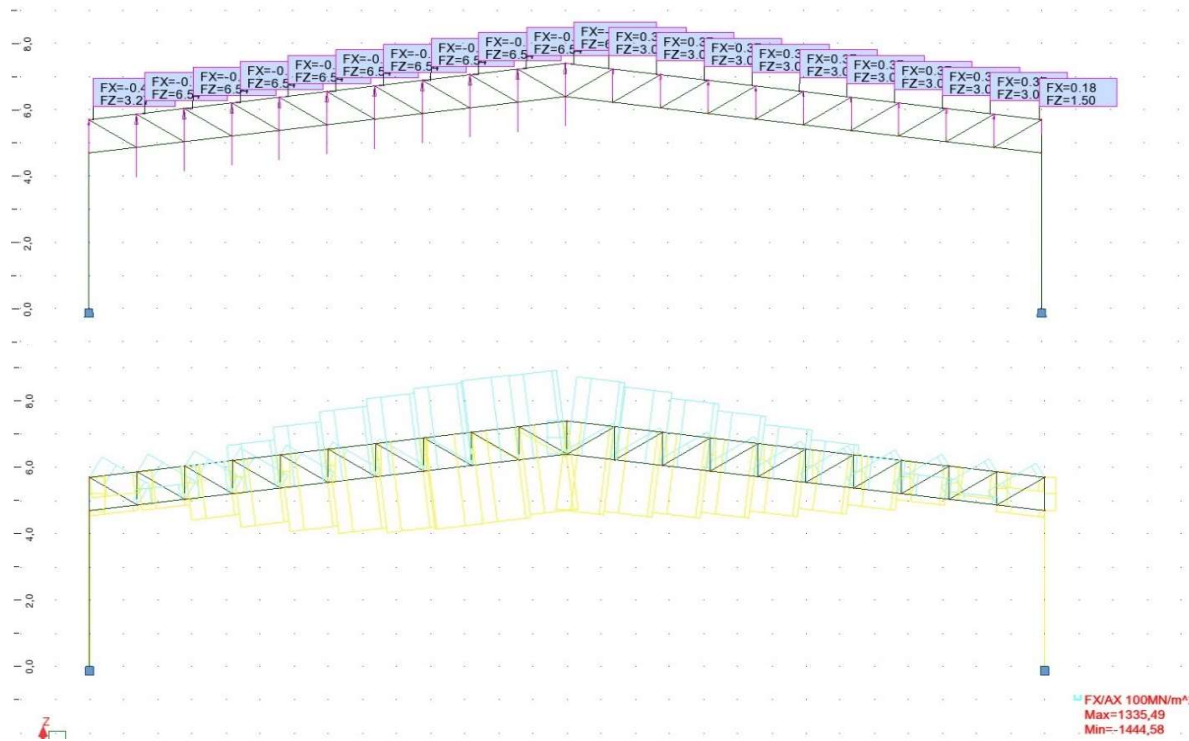 8,0
FX=-0.4
FZ=3.2
FX=-0.
FZ=6.5
FX=-0.
FZ=6.5
FX=-0.
FZ=6.5
FX=-0.
FZ=6.5
FX=-0.
FZ=6.5
FX=-0.
FZ=6.5
FX=-0.
FZ=6.5
FX=-0.
FZ=6.5
FX=-0.
FZ=6.5
FX=0.3
FZ=3.0
FX=0.3
FZ=3.0
FX=0.3
FZ=3.0
FX=0.3
FZ=3.0
FX=0.3
FZ=3.0
FX=0.3
FZ=3.0
FX=0.3
FZ=3.0
FX=0.3
FZ=3.0
FX=0.3
FZ=3.0
FX=0.18
FZ=1.50
6,0
4,0
2,0
0,0
8,0
6,0
4,0
2,0
0,0
FX/AX 100MN/m^
Max=1335,49
Min=-1444,58
Z